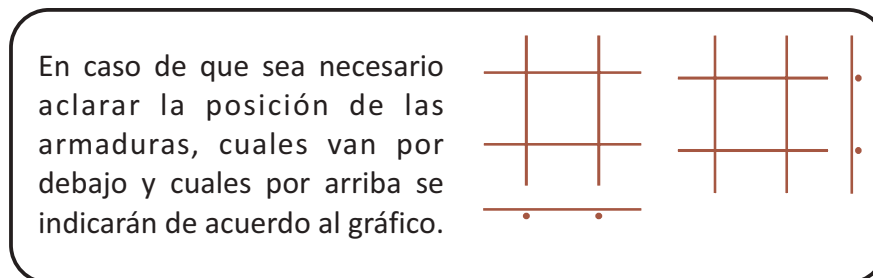 En caso de que sea necesario
aclarar la posición de las
armaduras, cuales van por
debajo y cuales por arriba se
indicarán de acuerdo al gráfico.